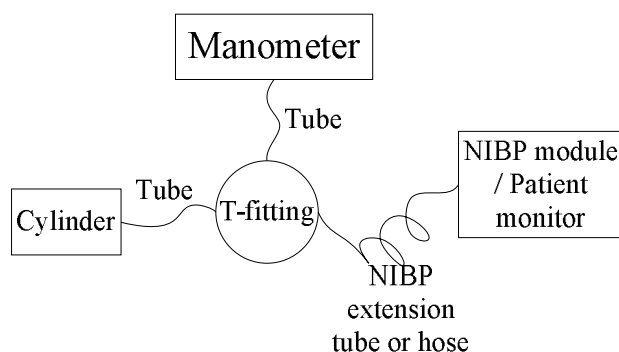 Manometer
Tube
NIBP module
/ Patient
monitor
Tube
Cylinder
T-fitting
NIBP
extension
tube or hose